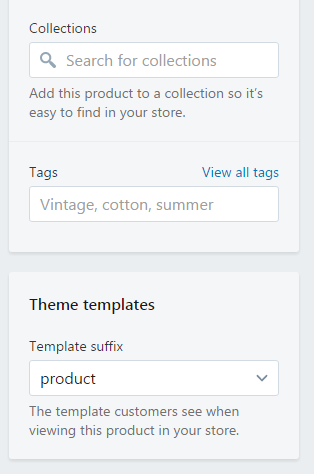 Collections
Search for collections
Add this product to a collection so it's
easy to find in your store.
Tags View all tags
Vintage, cotton, summer
Theme templates
Template suffix
product
The template customers see when
viewing this product in your store.